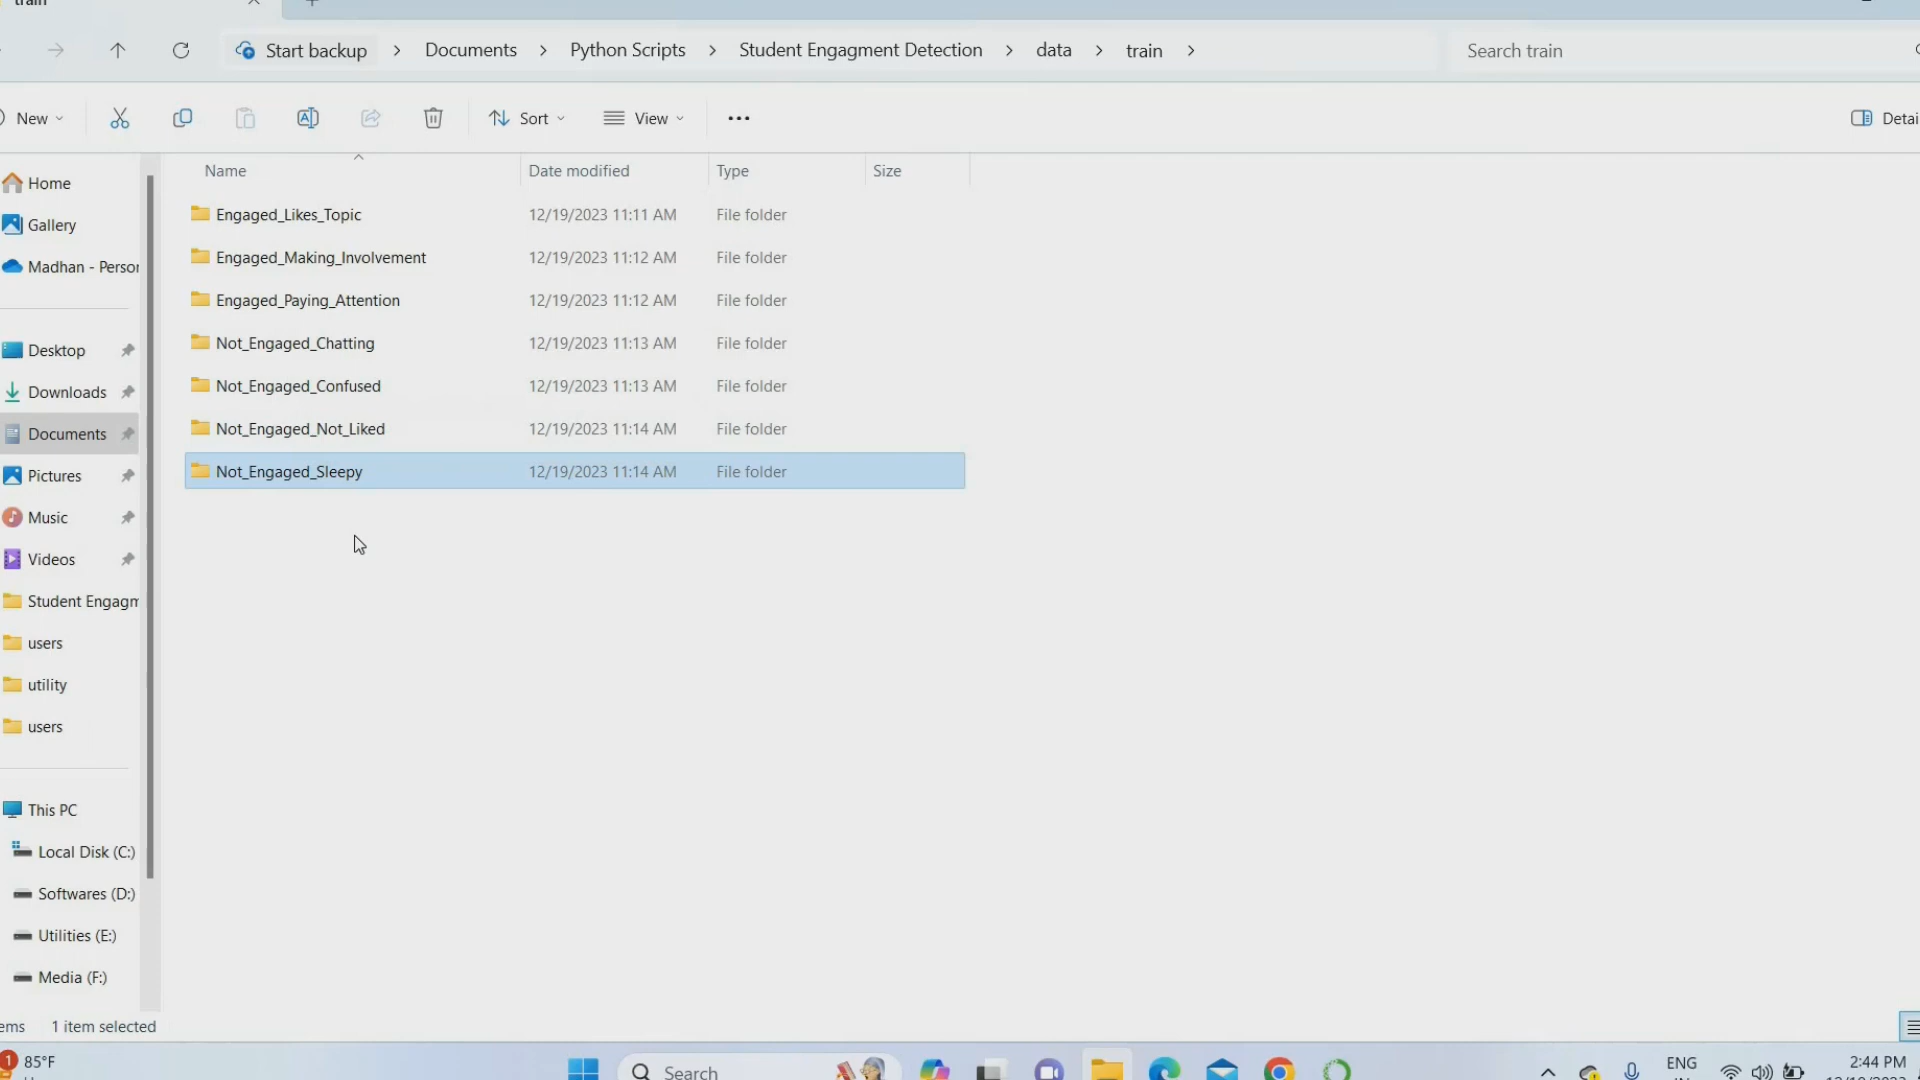 train
Start backup > Documents > Python Scripts > Student Engagment Detection > data > train >
Search train
New
Sort
View
Name Date modified Type Size
Home
Gallery
Madhan - Person
Desktop
Downloads
Documents
Pictures
Music
Videos
Student Engagm
users
utility
users
This PC
Local Disk (C:)
Softwares (D:)
Utilities (E:)
Media (F:)
Engaged_Likes_Topic 12/19/2023 11:11 AM File folder
Engaged_Making_Involvement 12/19/2023 11:12 AM File folder
Engaged_Paying_Attention 12/19/2023 11:12 AM File folder
Not_Engaged_Chatting 12/19/2023 11:13 AM File folder
Not_Engaged_Confused 12/19/2023 11:13 AM File folder
Not_Engaged_Not_Liked 12/19/2023 11:14 AM File folder
Not_Engaged_Sleepy 12/19/2023 11:14 AM File folder
ems 1 item selected
1
85°F
Search
ENG
2:44 PM